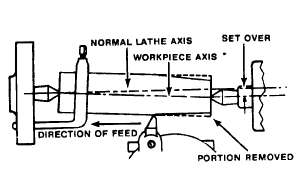 NORMAL LATHE AXIS
SET OVER
WORKPIECE AXIS
DIRECTION OF FEED
PORTION REMOVED